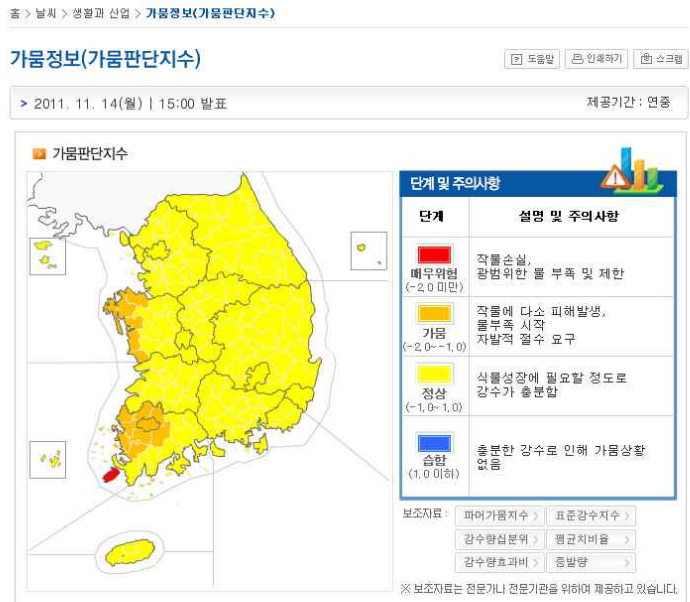 홈 > 날씨 > 생활과 산업 > 가뭄정보(가뭄판단지수)
가뭄정보(가뭄판단지수)
? 도움말 인쇄하기 스크랩
> 2011. 11. 14(월) | 15:00 발표 제공기간 : 연중
가뭄판단지수
단계 및 주의사항
단계 설명 및 주의사항
매우위험
(-2,0 미만)
작물손실,
광범위한 물 부족 및 제한
가뭄
(-2,0~-1,0)
작물에 다소 피해발생,
물부족 시작
자발적 절수 요구
정상
(-1,0~1,0)
식물성장에 필요할 정도로
강수가 충분함
습함
(1,0 이하)
충분한 강수로 인해 가뭄상황
없음
보조자료 : 파머가뭄지수 > 표준강수지수 >
강수량십분위 > 평균치비율 >
강수량효과비 > 증발량 >
※ 보조자료는 전문가나 전문기관을 위하여 제공하고 있습니다.